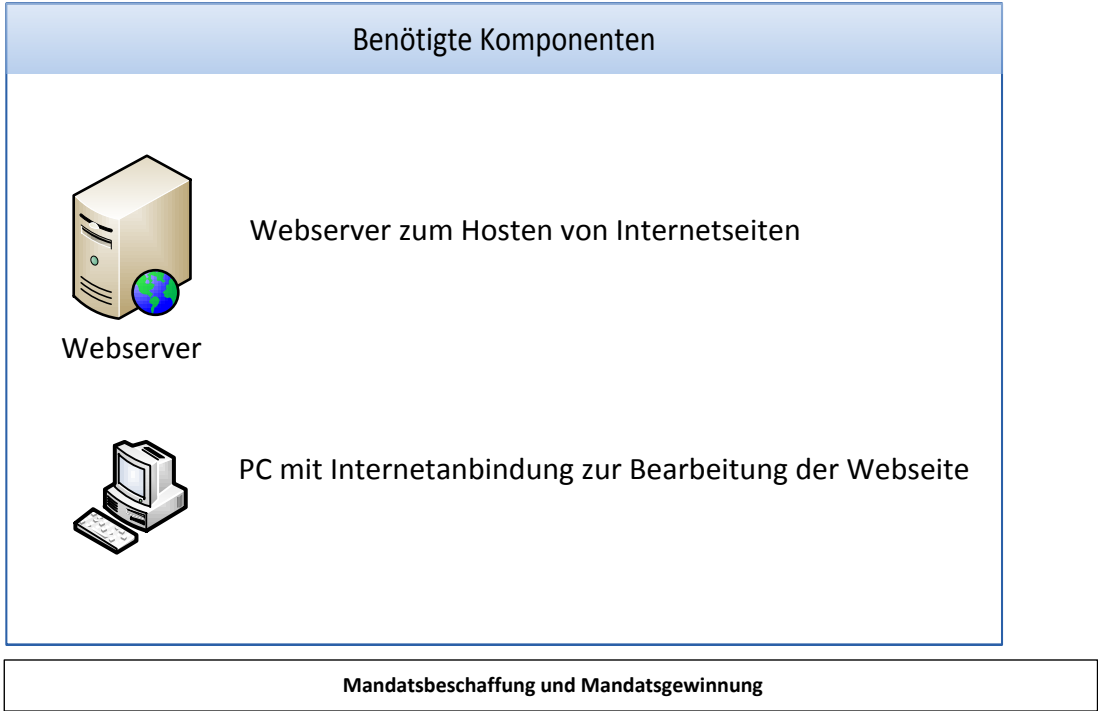 Benötigte Komponenten
Webserver zum Hosten von Internetseiten
Webserver
PC mit Internetanbindung zur Bearbeitung der Webseite
Mandatsbeschaffung und Mandatsgewinnung